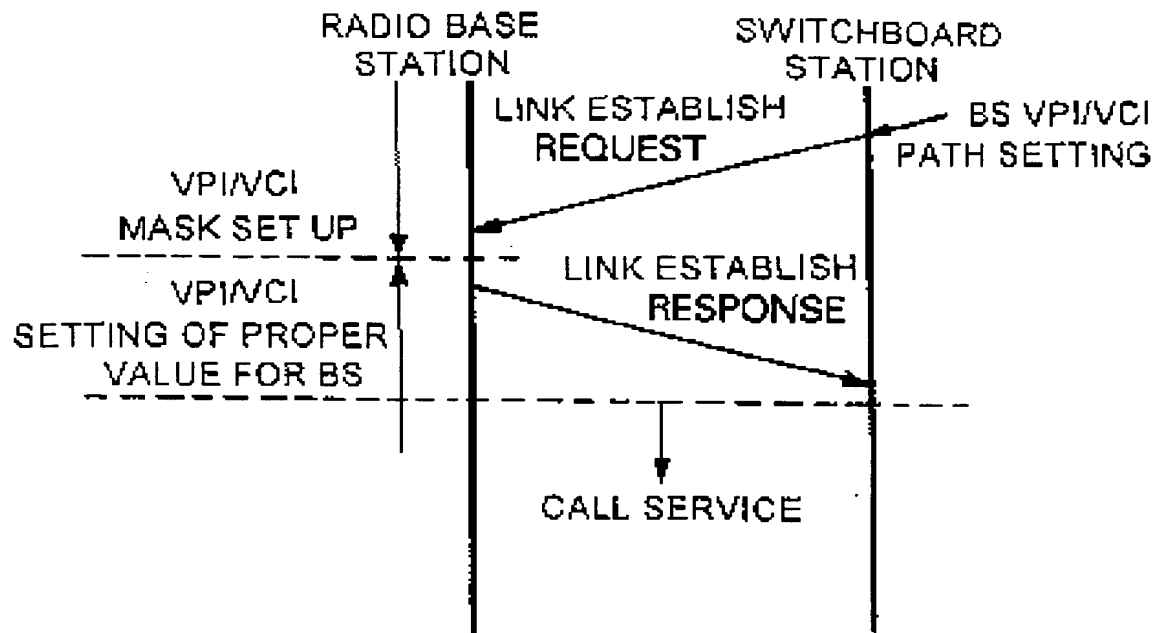 RADIO BASE
STATION
SWITCHBOARD
STATION
LINK ESTABLISH
REQUEST
BS VPI/VCI
PATH SETTING
VPI/VCI
MASK SET UP
LINK ESTABLISH
RESPONSE
VPI/VCI
SETTING OF PROPER
VALUE FOR BS
CALL SERVICE